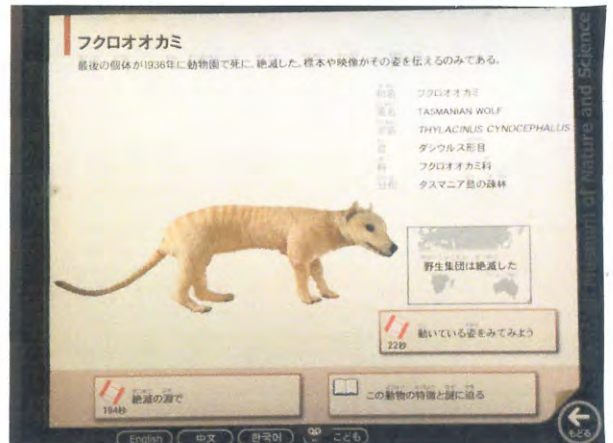 フクロオオカミ
最後の個体が1936年に動物園で死に、絶滅した。標本や映像がその姿を伝えるのみである。
和名 フクロオオカミ
英名 TASMANIAN WOLF
学名 THYLACINUS CYNOCEPHALUS
目 ダシウルス形目
科 フクロオオカミ科
分布 タスマニア島の疎林
野生集団は絶滅した
動いている姿をみてみよう
22秒
絶滅の淵で
194秒
この動物の特徴と謎に迫る
English
中文
한국어
こども
もどる
Museum of Nature and Science